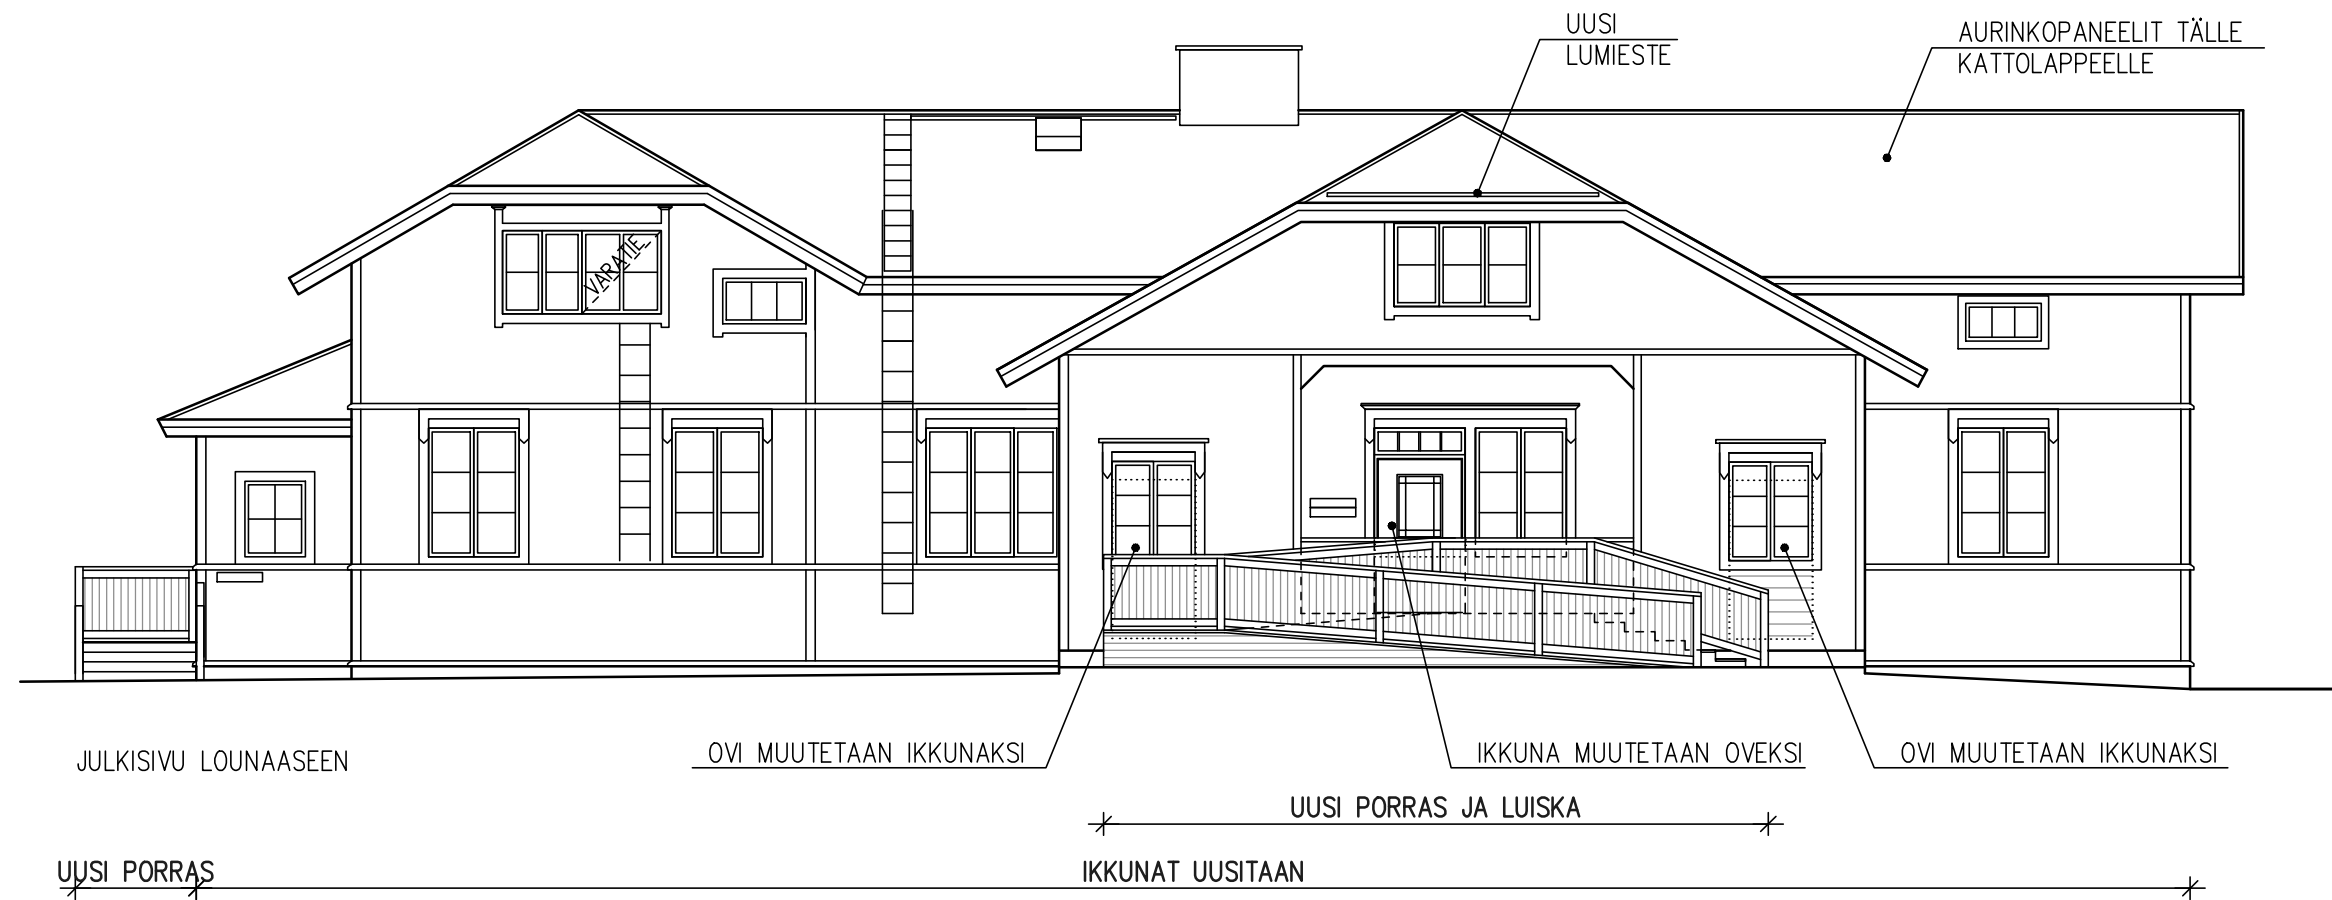 UUSI
LUMIESTE
AURINKOPANEELIT TÄLLE
KATTOLAPPEELLE
VARATIE
JULKISIVU LOUNAASEEN
OVI MUUTETAAN IKKUNAKSI
IKKUNA MUUTETAAN OVEKSI
OVI MUUTETAAN IKKUNAKSI
UUSI PORRAS JA LUISKA
UUSI PORRAS
IKKUNAT UUSITAAN